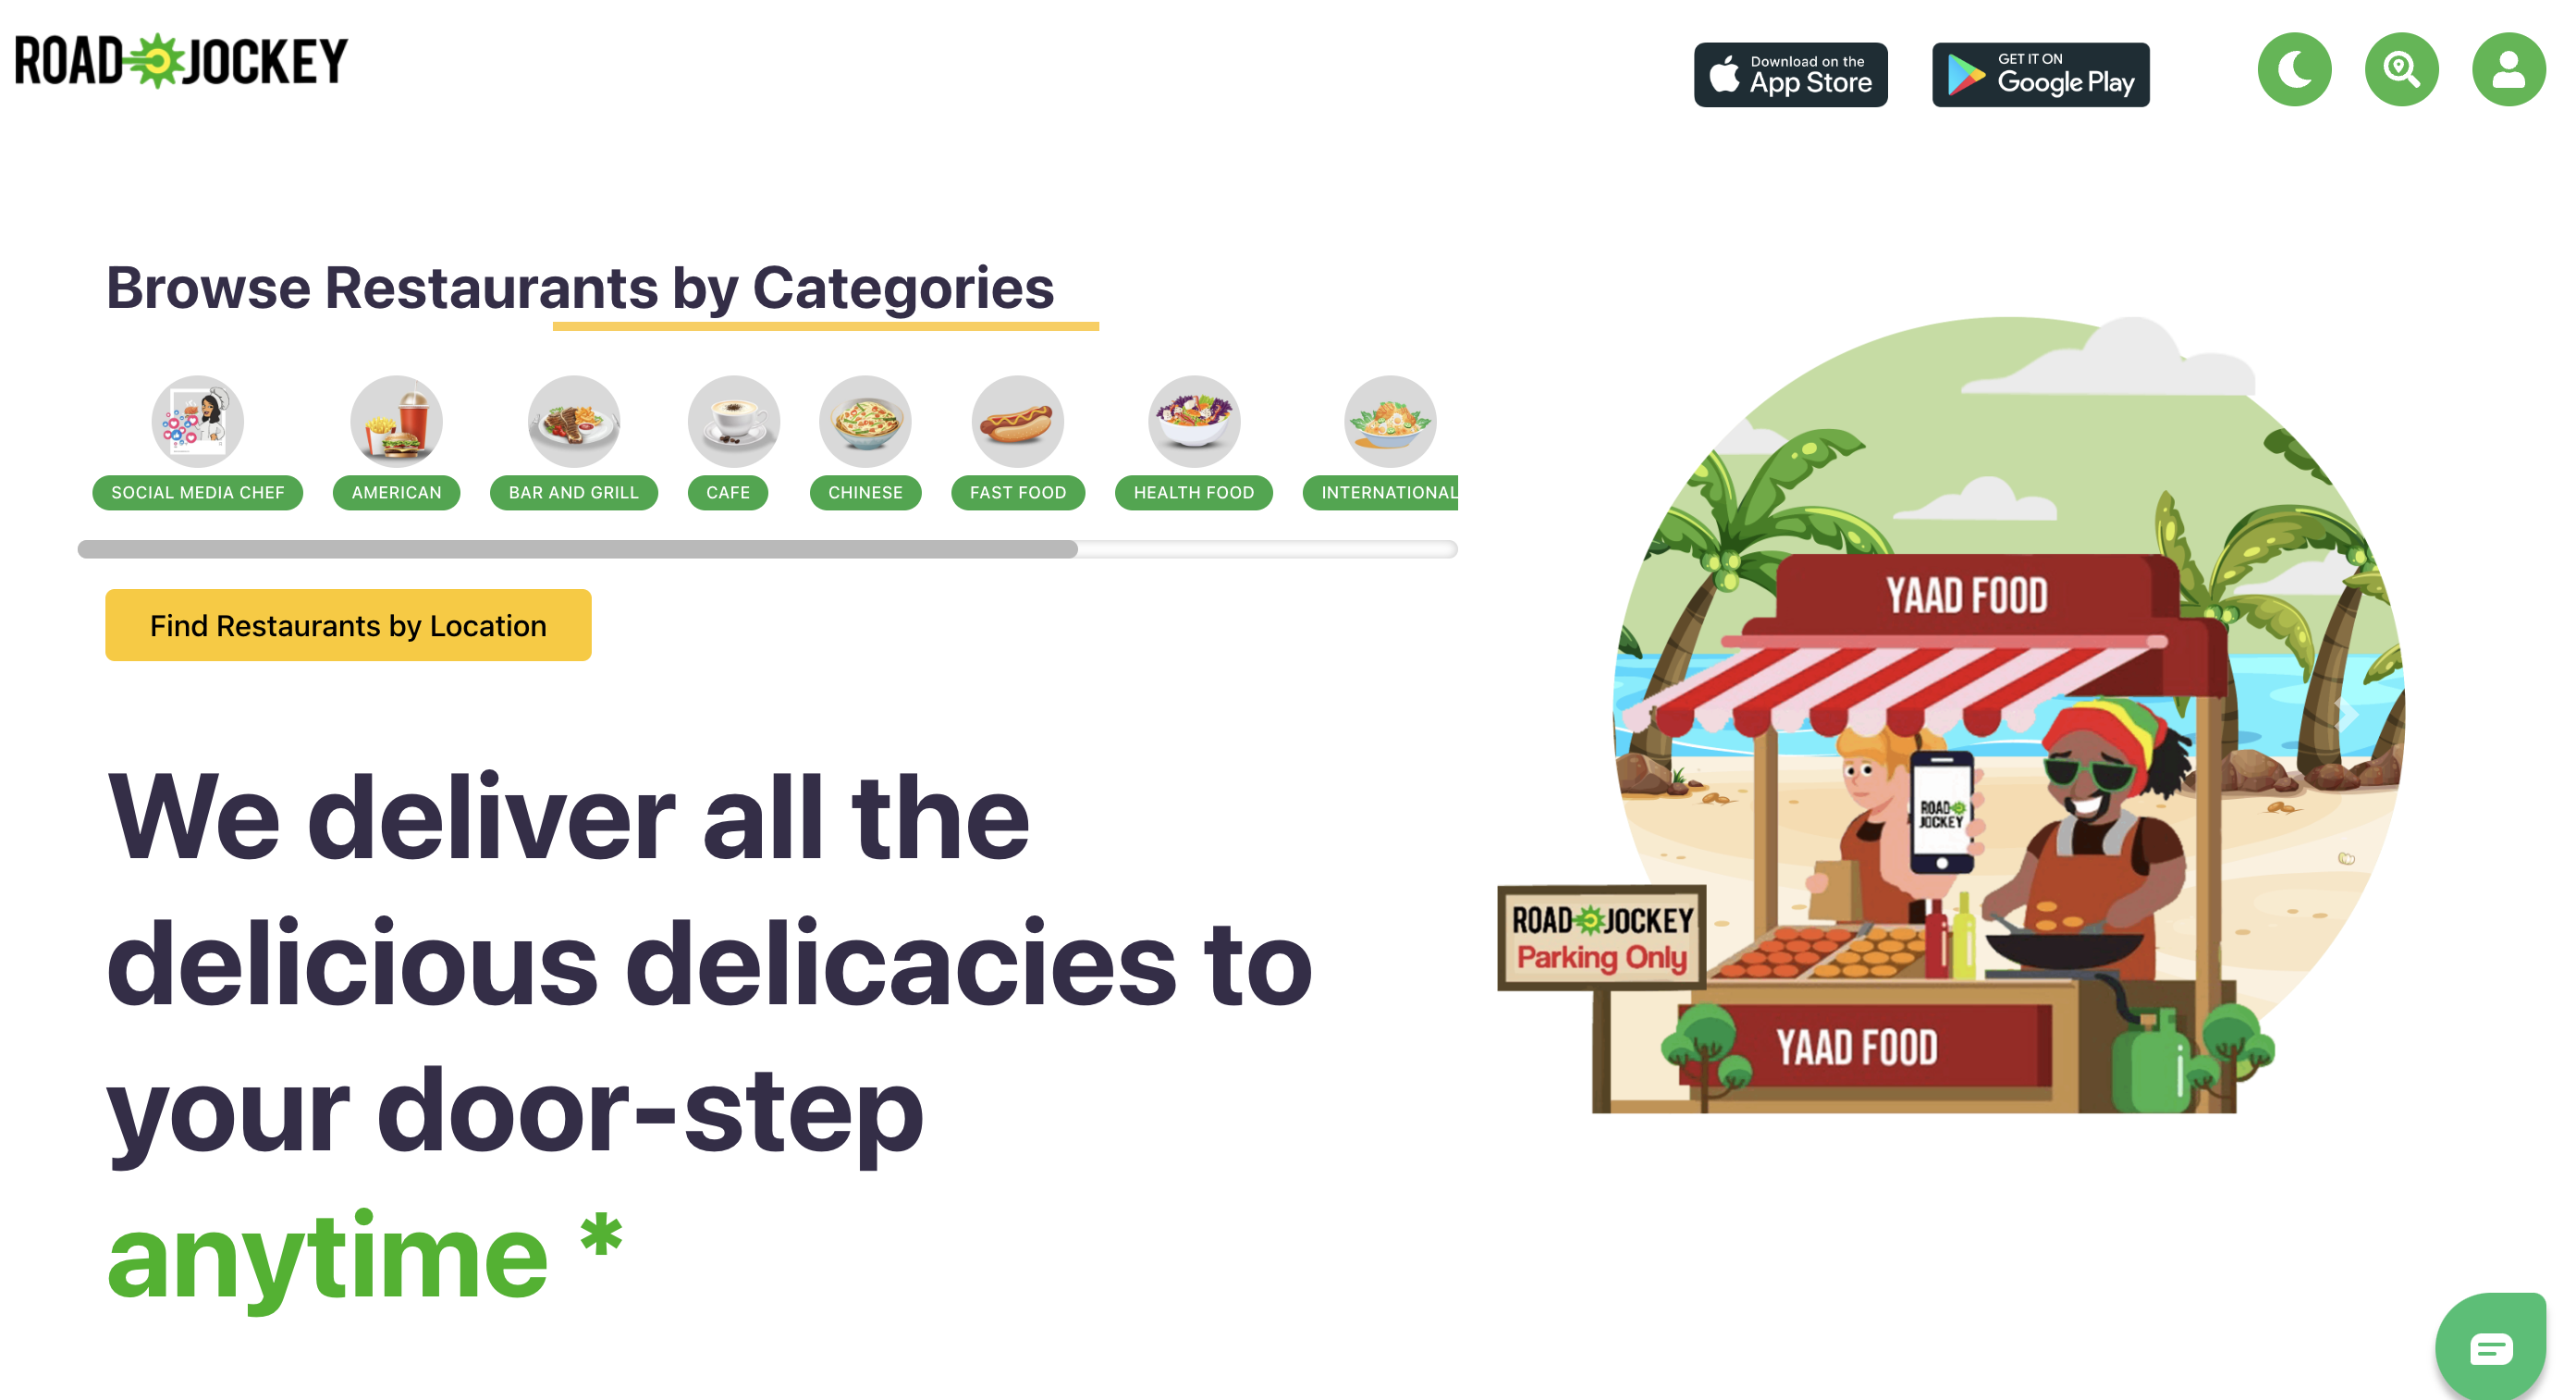 ROAD JOCKEY
Download on the
App Store
GET IT ON
Google Play
Browse Restaurants by Categories
SOCIAL MEDIA CHEF
AMERICAN
BAR AND GRILL
CAFE
CHINESE
FAST FOOD
HEALTH FOOD
INTERNATIONAL
Find Restaurants by Location
We deliver all the
delicious delicacies to
your door-step
anytime *
YAAD FOOD
ROAD
JOCKEY
ROAD JOCKEY
Parking Only
YAAD FOOD